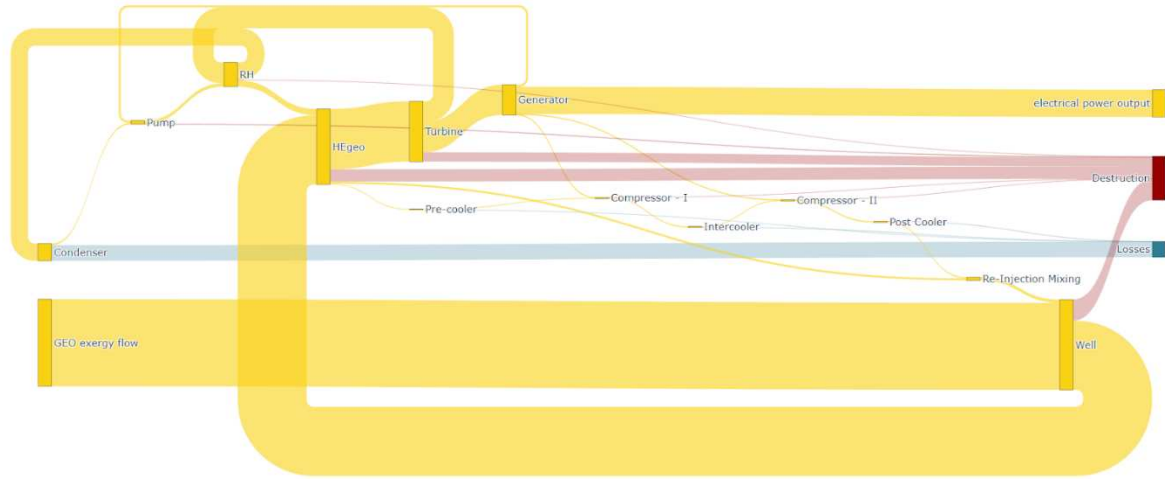 RH
Generator
electrical power output
Pump
Turbine
HEgeo
Destruction
Compressor - I
Compressor - II
Pre-cooler
Post Cooler
Intercooler
Condenser
Losses
Re-Injection Mixing
GEO exergy flow
Well